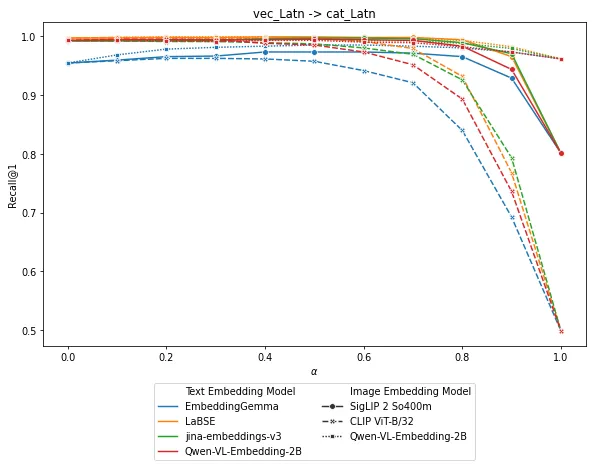 vec_Latn -> cat_Latn
1.0
0.9
0.8
0.7
0.6
0.5
Recall@1
0.0 0.2 0.4 0.6 0.8 1.0
α
Text Embedding Model
EmbeddingGemma
LaBSE
jina-embeddings-v3
Qwen-VL-Embedding-2B
Image Embedding Model
SigLIP 2 So400m
CLIP ViT-B/32
Qwen-VL-Embedding-2B